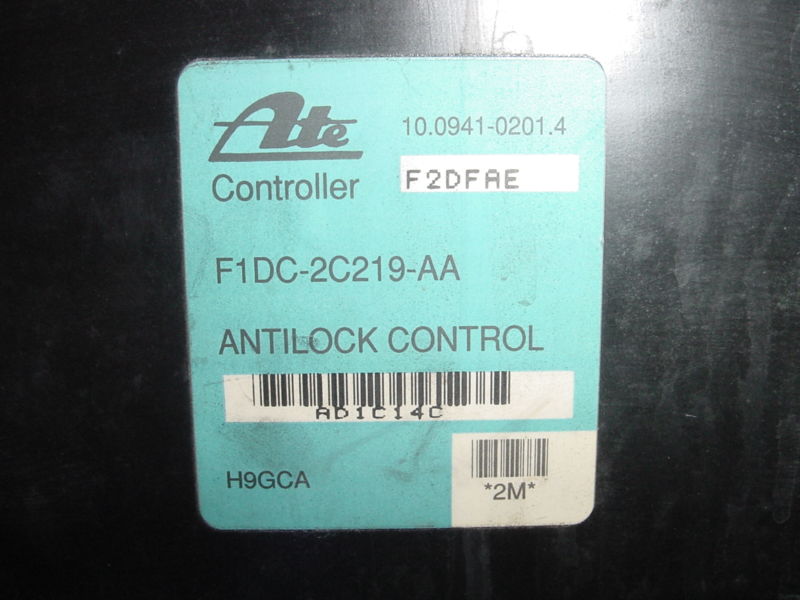 Ate
10.0941-0201.4
Controller
F2DFAE
F1DC-2C219-AA
ANTILOCK CONTROL
AD1C14C
H9GCA
*2M*